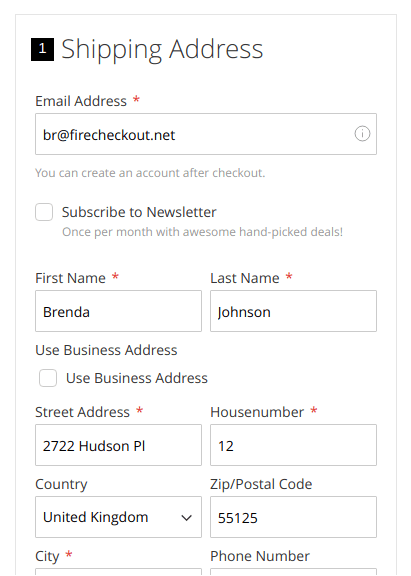 1 Shipping Address
Email Address *
br@firecheckout.net
You can create an account after checkout.
Subscribe to Newsletter
Once per month with awesome hand-picked deals!
First Name * Last Name *
Brenda Johnson
Use Business Address
Use Business Address
Street Address * Housenumber *
2722 Hudson Pl 12
Country Zip/Postal Code
United Kingdom 55125
City * Phone Number